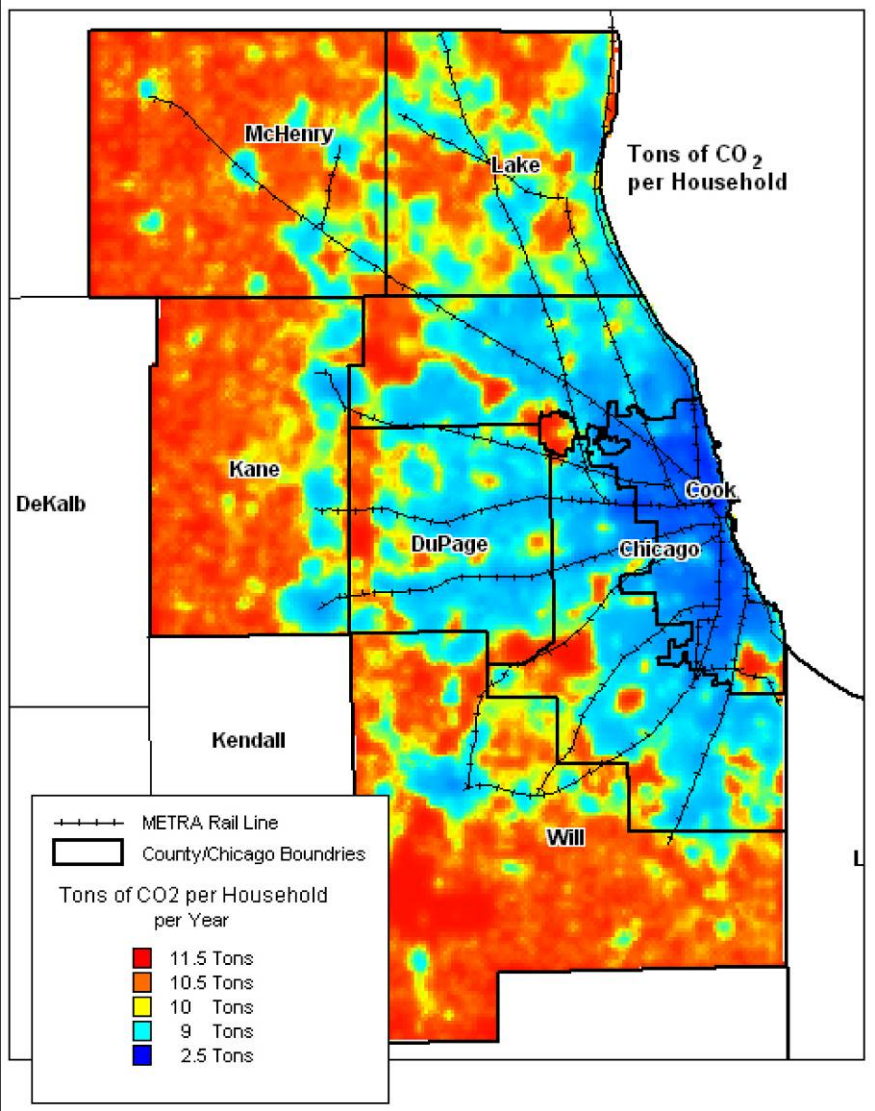 McHenry
Lake
Tons of CO 2
per Household
Kane
Cook
DeKalb
DuPage
Chicago
Kendall
Will
L
METRA Rail Line
County/Chicago Boundries
Tons of CO2 per Household
per Year
11.5 Tons
10.5 Tons
10 Tons
9 Tons
2.5 Tons